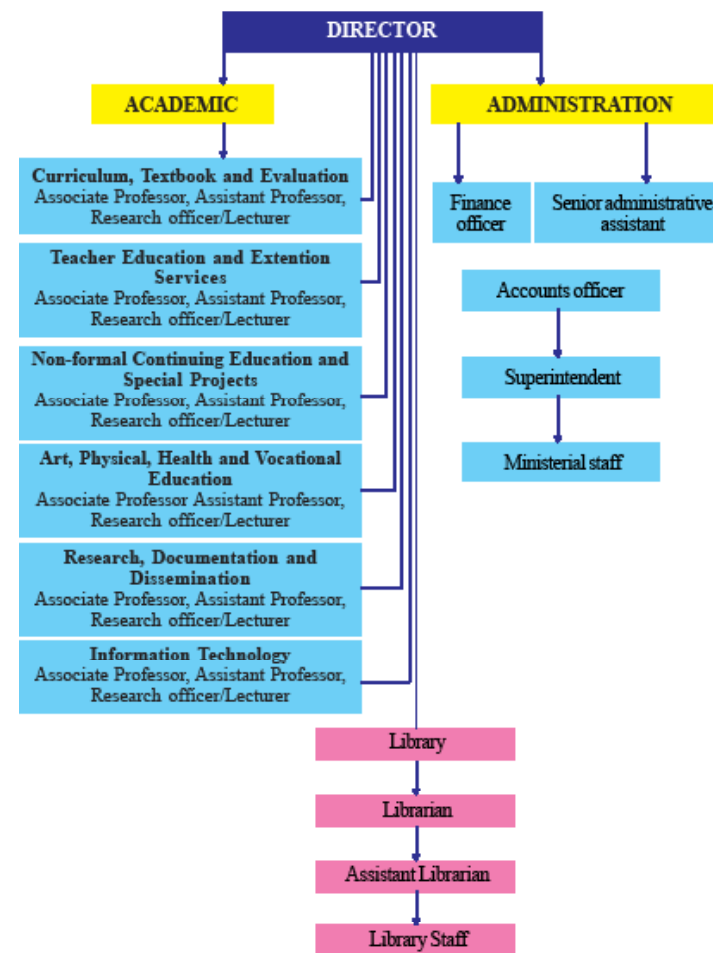 DIRECTOR
ACADEMIC
ADMINISTRATION
Curriculum, Textbook and Evaluation
Associate Professor, Assistant Professor,
Research officer/Lecturer
Teacher Education and Extention
Services
Associate Professor, Assistant Professor,
Research officer/Lecturer
Non-formal Continuing Education and
Special Projects
Associate Professor, Assistant Professor,
Research officer/Lecturer
Art, Physical, Health and Vocational
Education
Associate Professor Assistant Professor,
Research officer/Lecturer
Research, Documentation and
Dissemination
Associate Professor, Assistant Professor,
Research officer/Lecturer
Information Technology
Associate Professor, Assistant Professor,
Research officer/Lecturer
Finance
officer
Senior administrative
assistant
Accounts officer
Superintendent
Ministerial staff
Library
Librarian
Assistant Librarian
Library Staff